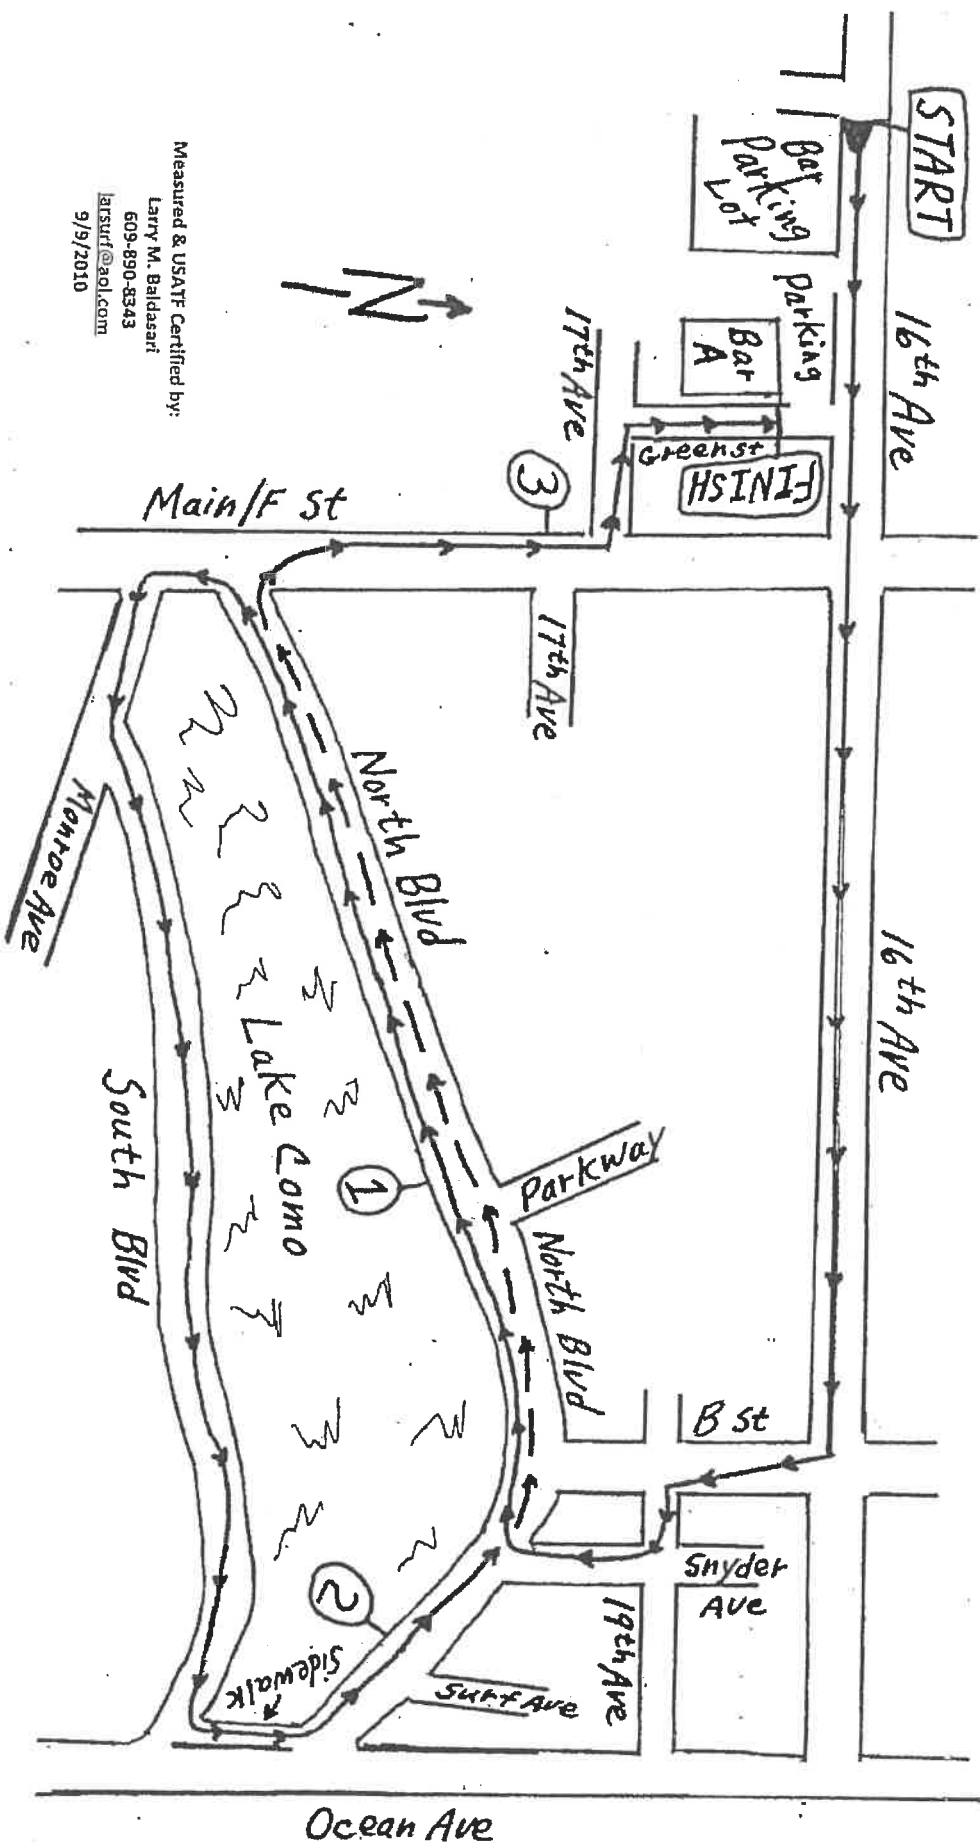 START
16th Ave
16th Ave
Bar
Parking
Lot
Parking
Bar
A
Greenst
FINISH
17th Ave
17th Ave
N
3
Main/F St
North Blvd
Parkway
North Blvd
B St
Snyder
Ave
19th Ave
Surf Ave
Sidewalk
2
1
Lake Como
Monroe Ave
South Blvd
Ocean Ave
Measured & USATF Certified by:
Larry M. Baldasari
609-890-8343
larsurf@aol.com
9/9/2010